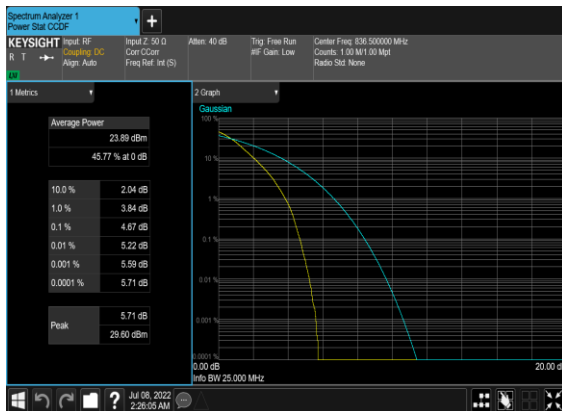 Spectrum Analyzer 1
Power Stat CCDF
+
KEYSIGHT
R T
LXI
Input: RF
Coupling: DC
Align: Auto
Input Z: 50 Ω
Corr CCorr
Freq Ref: Int (S)
Atten: 40 dB
Trig: Free Run
#IF Gain: Low
Center Freq: 836.500000 MHz
Counts: 1.00 M/1.00 Mpt
Radio Std: None
1 Metrics
Average Power
23.89 dBm
45.77 % at 0 dB
10.0 % 2.04 dB
1.0 % 3.84 dB
0.1 % 4.67 dB
0.01 % 5.22 dB
0.001 % 5.59 dB
0.0001 % 5.71 dB
Peak
5.71 dB
29.60 dBm
2 Graph
Gaussian
100 %
10 %
1 %
0.1 %
0.01 %
0.001 %
0.0001 %
0.00 dB 20.00 d
Info BW 25.000 MHz
?
Jul 08, 2022
2:26:05 AM